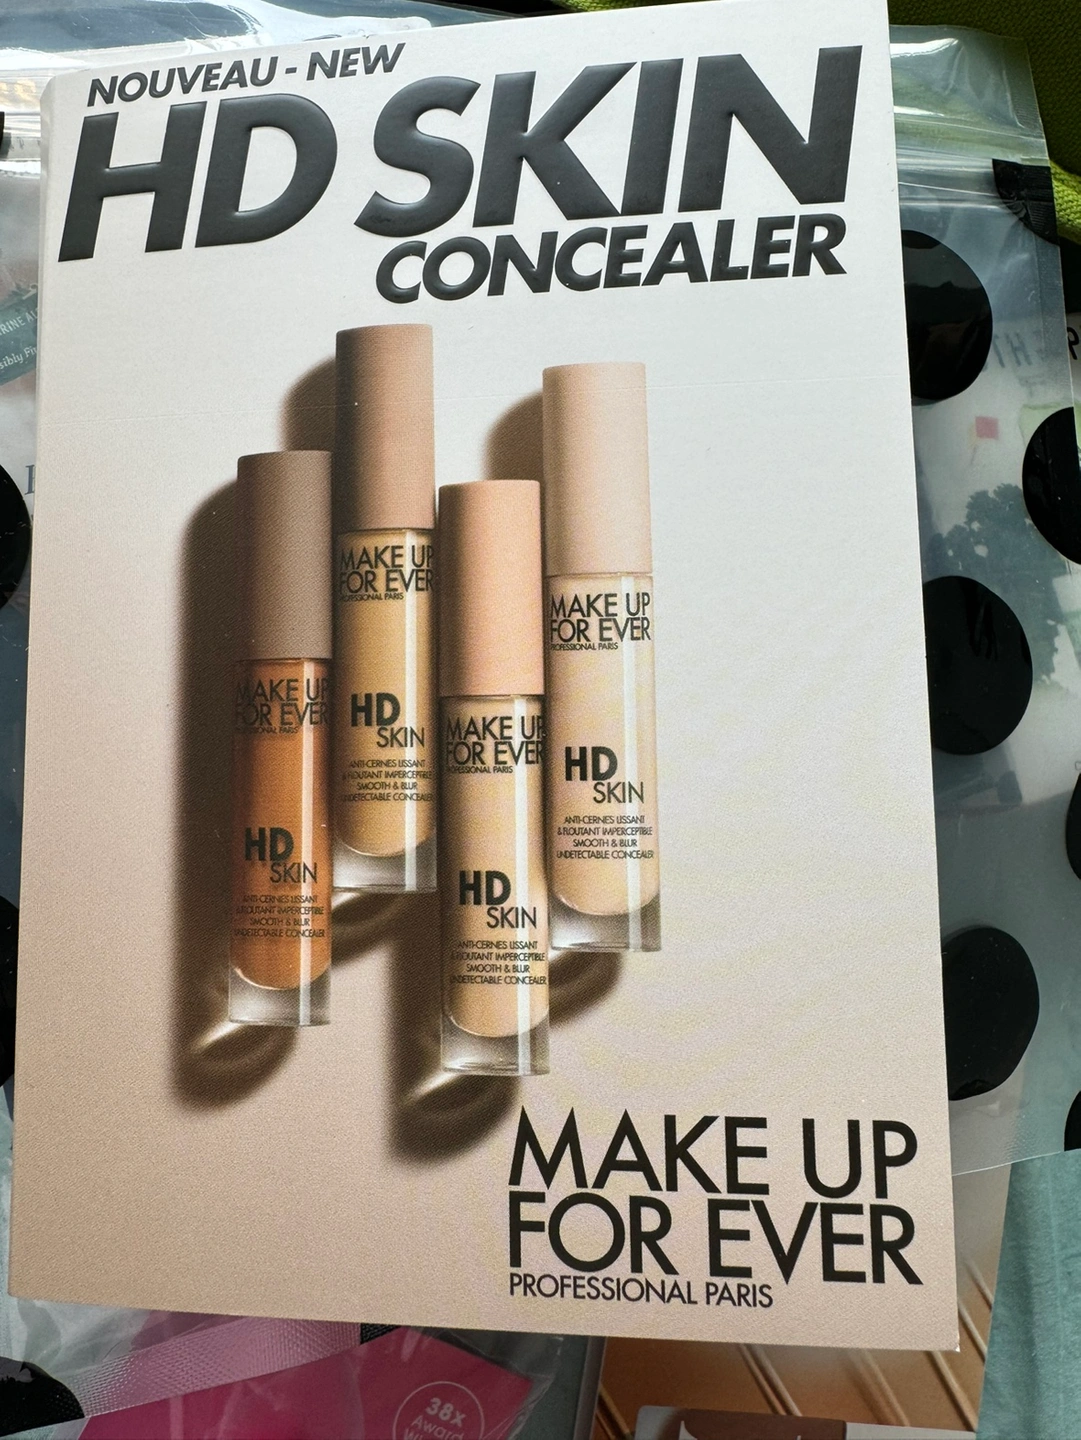 NOUVEAU - NEW
HD SKIN
CONCEALER
MAKE UP
FOR EVER
PROFESSIONAL PARIS
HD
SKIN
ANTI-CERNES LISSANT
& FLOUTANT IMPERCEPTIBLE
SMOOTH & BLUR
UNDETECTABLE CONCEALER
MAKE UP
FOR EVER
PROFESSIONAL PARIS
HD
SKIN
ANTI-CERNES LISSANT
& FLOUTANT IMPERCEPTIBLE
SMOOTH & BLUR
UNDETECTABLE CONCEALER
MAKE UP
FOR EVER
PROFESSIONAL PARIS
HD
SKIN
ANTI-CERNES LISSANT
& FLOUTANT IMPERCEPTIBLE
SMOOTH & BLUR
UNDETECTABLE CONCEALER
MAKE UP
FOR EVER
PROFESSIONAL PARIS
HD
SKIN
ANTI-CERNES LISSANT
& FLOUTANT IMPERCEPTIBLE
SMOOTH & BLUR
UNDETECTABLE CONCEALER
MAKE UP
FOR EVER
PROFESSIONAL PARIS
38x
Award